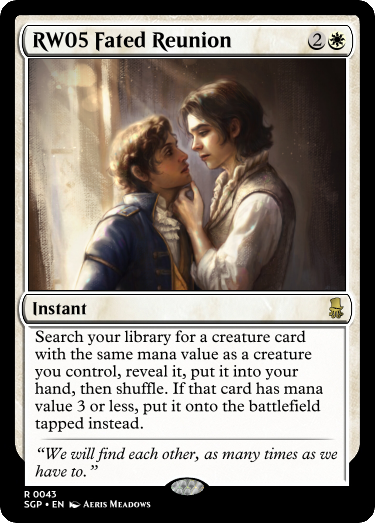 RW05 Fated Reunion 2
Instant
Search your library for a creature card
with the same mana value as a creature
you control, reveal it, put it into your
hand, then shuffle. If that card has mana
value 3 or less, put it onto the battlefield
tapped instead.
“We will find each other, as many times as we
have to.”
R 0043
SGP • EN Aeris Meadows